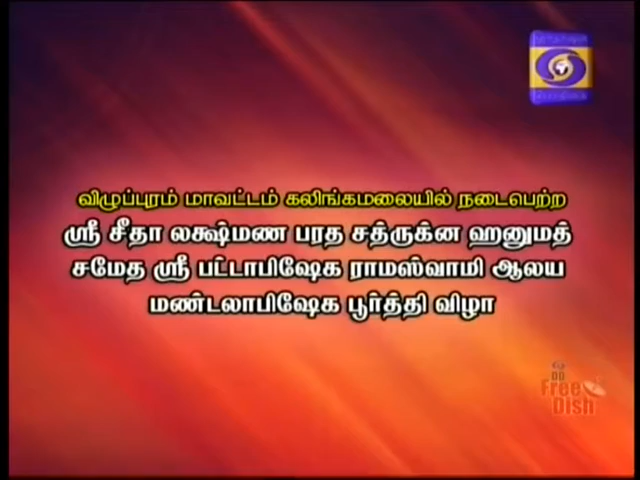 விழுப்புரம் மாவட்டம் கலிங்கமலையில் நடைபெற்ற
ஸ்ரீ சீதா லக்ஷ்மண பரத சத்ருக்ன ஹனுமத்
சமேத ஸ்ரீ பட்டாபிஷேக ராமஸ்வாமி ஆலய
மண்டலாபிஷேக பூர்த்தி விழா
DD
Free
Dish